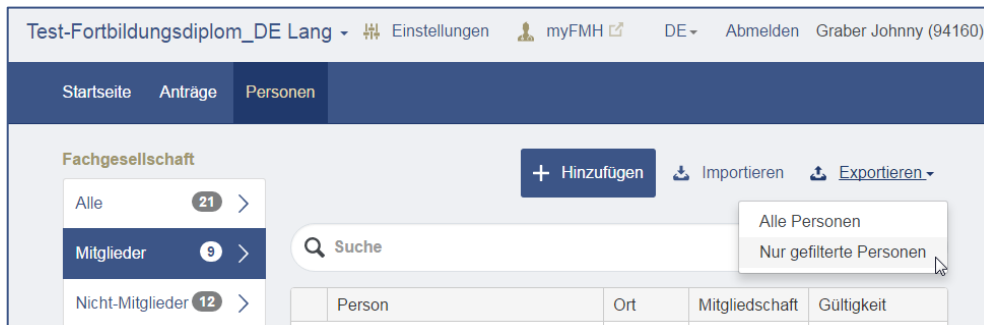 Test-Fortbildungsdiplom_DE Lang Einstellungen myFMH DE Abmelden Graber Johnny (94160)
Startseite Anträge Personen
Fachgesellschaft
Hinzufügen Importieren Exportieren
Alle 21
Alle Personen
Mitglieder 9
Suche
Nur gefilterte Personen
Nicht-Mitglieder 12
Person Ort Mitgliedschaft Gültigkeit